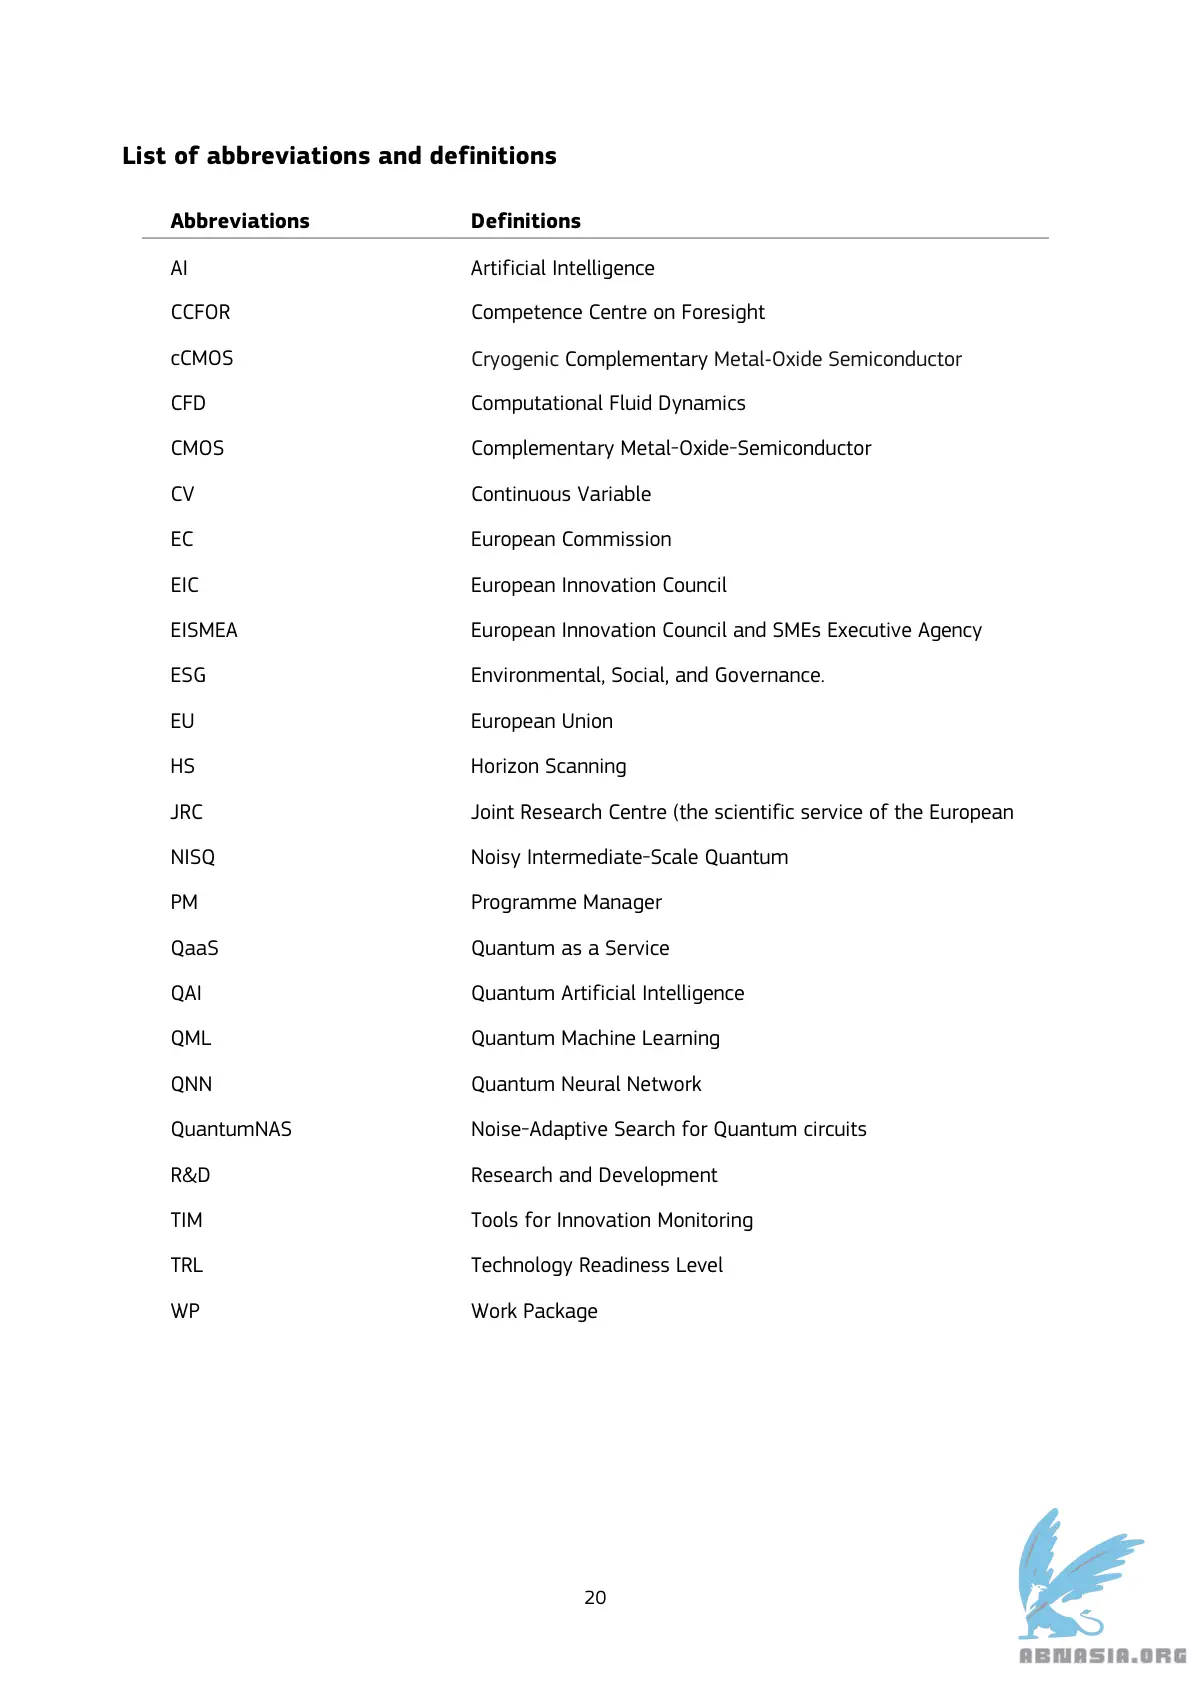 List of abbreviations and definitions
Abbreviations Definitions
AI Artificial Intelligence
CCFOR Competence Centre on Foresight
cCMOS Cryogenic Complementary Metal-Oxide Semiconductor
CFD Computational Fluid Dynamics
CMOS Complementary Metal-Oxide-Semiconductor
CV Continuous Variable
EC European Commission
EIC European Innovation Council
EISMEA European Innovation Council and SMEs Executive Agency
ESG Environmental, Social, and Governance.
EU European Union
HS Horizon Scanning
JRC Joint Research Centre (the scientific service of the European
NISQ Noisy Intermediate-Scale Quantum
PM Programme Manager
QaaS Quantum as a Service
QAI Quantum Artificial Intelligence
QML Quantum Machine Learning
QNN Quantum Neural Network
QuantumNAS Noise-Adaptive Search for Quantum circuits
R&D Research and Development
TIM Tools for Innovation Monitoring
TRL Technology Readiness Level
WP Work Package
20
ABNASIA.ORG